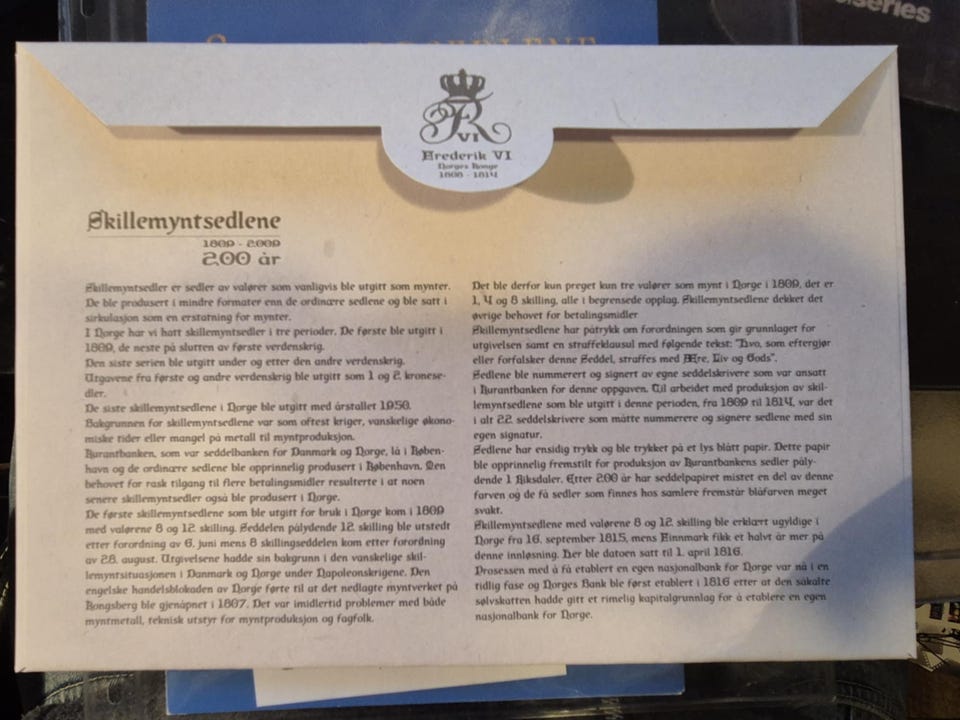 series
Frederik VI
Norges Konge
1808 - 1814
Skillemyntsedlene
1809 - 2009
200 år
Skillemyntsedler er sedler av valører som vanligvis ble utgitt som mynter.
De ble produsert i mindre formater enn de ordinære sedlene og ble satt i
sirkulasjon som en erstatning for mynter.
I Norge har vi hatt skillemyntsedler i tre perioder. De første ble utgitt i
1809, de neste på slutten av første verdenskrig.
Den siste serien ble utgitt under og etter den andre verdenskrig.
Utgavene fra første og andre verdenskrig ble utgitt som 1 og 2 kronese-
dler.
De siste skillemyntsedlene i Norge ble utgitt med årstallet 1950.
Bakgrunnen for skillemyntsedlene var som oftest kriger, vanskelige økono-
miske tider eller mangel på metall til myntproduksjon.
Kurantbanken, som var seddelbanken for Danmark og Norge, lå i Køben-
havn og de ordinære sedlene ble opprinnelig produsert i København. Men
behovet for rask tilgang til flere betalingsmidler resulterte i at noen
senere skillemyntsedler også ble produsert i Norge.
De første skillemyntsedlene som ble utgitt for bruk i Norge kom i 1809
med valørene 8 og 12 skilling. Seddelen pålydende 12 skilling ble utstedt
etter forordning av 6. juni mens 8 skillingseddelen kom etter forordning
av 28. august. Utgivelsene hadde sin bakgrunn i den vanskelige skil-
lemyntsituasjonen i Danmark og Norge under Napoleonskrigene. Den
engelske handelsblokaden av Norge førte til at det nedlagte myntverket på
Kongsberg ble gjenåpnet i 1807. Det var imidlertid problemer med både
myntmetall, teknisk utstyr for myntproduksjon og fagfolk.
Det ble derfor kun preget kun tre valører som mynt i Norge i 1809, det er
1, 4 og 8 skilling, alle i begrensede opplag. Skillemyntsedlene dekket det
øvrige behovet for betalingsmidler
Skillemyntsedlene har påtrykk om forordningen som gir grunnlaget for
utgivelsen samt en straffeklausul med følgende tekst: "Hvo, som eftergjør
eller forfalsker denne Seddel, straffes med Ære, Liv og Gods".
Sedlene ble nummerert og signert av egne seddelskrivere som var ansatt
i Kurantbanken for denne oppgaven. Til arbeidet med produksjon av skil-
lemyntsedlene som ble utgitt i denne perioden, fra 1809 til 1814, var det
i alt 22 seddelskrivere som måtte nummerere og signere sedlene med sin
egen signatur.
Sedlene har ensidig trykk og ble trykket på et lys blått papir. Dette papir
ble opprinnelig fremstilt for produksjon av Kurantbankens sedler påly-
dende 1 Riksdaler. Etter 200 år har seddelpapiret mistet en del av denne
farven og de få sedler som finnes hos samlere fremstår blåfarven meget
svakt.
Skillemyntsedlene med valørene 8 og 12 skilling ble erklært ugyldige i
Norge fra 16. september 1815, mens Finnmark fikk et halvt år mer på
denne innløsning. Her ble datoen satt til 1. april 1816.
Prosessen med å få etablert en egen nasjonalbank for Norge var nå i en
tidlig fase og Norges Bank ble først etablert i 1816 etter at den såkalte
sølvskatten hadde gitt et rimelig kapitalgrunnlag for å etablere en egen
nasjonalbank for Norge.